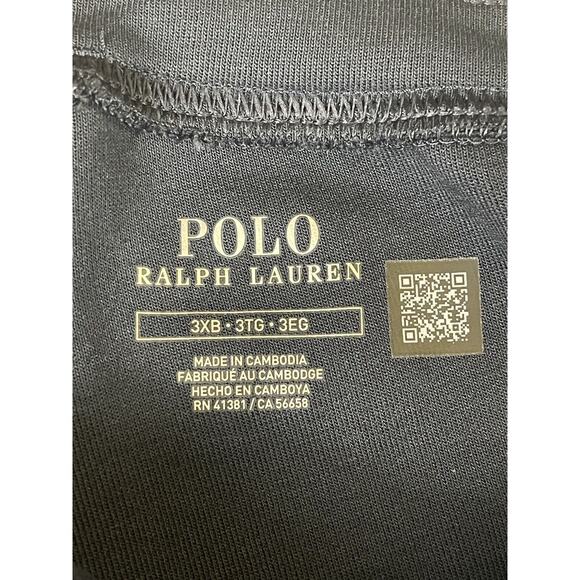 POLO
RALPH LAUREN
3XB • 3TG • 3EG
MADE IN CAMBODIA
FABRIQUÉ AU CAMBODGE
HECHO EN CAMBOYA
RN 41381 / CA 56658